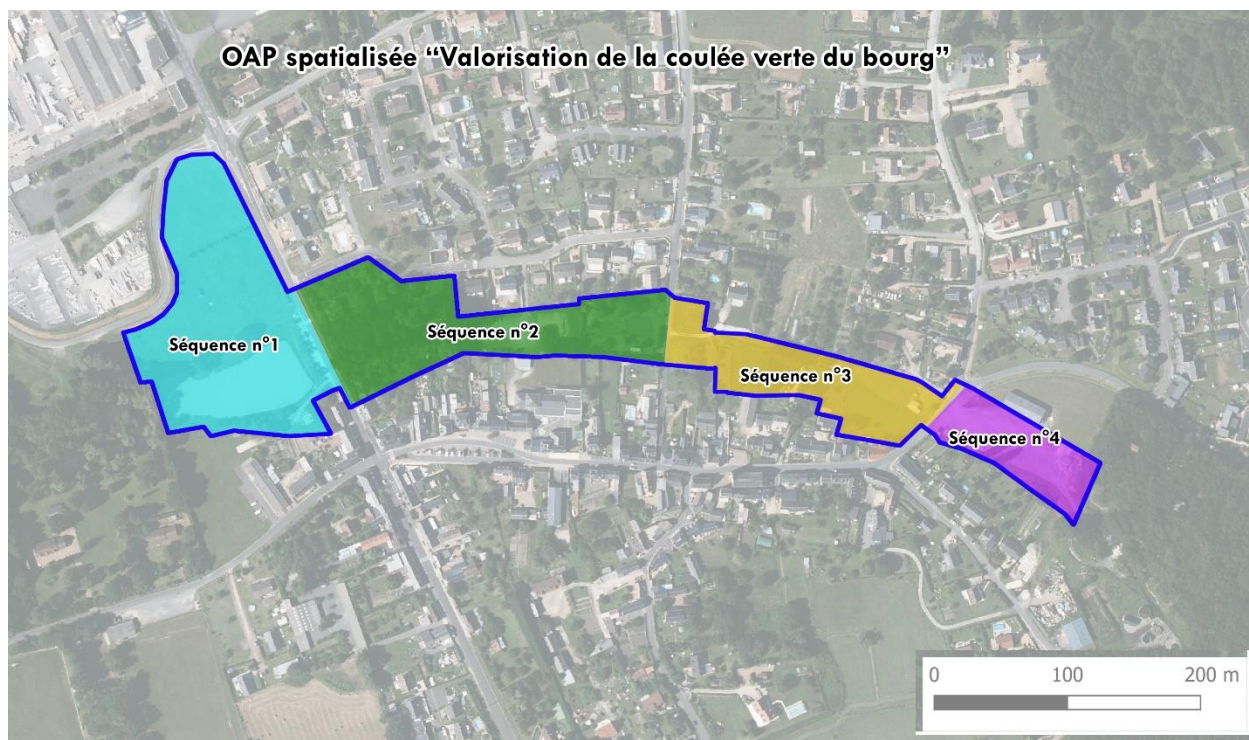 OAP spatialisée “Valorisation de la coulée verte du bourg”
Séquence n°1
Séquence n°2
Séquence n°3
Séquence n°4
0 100 200 m